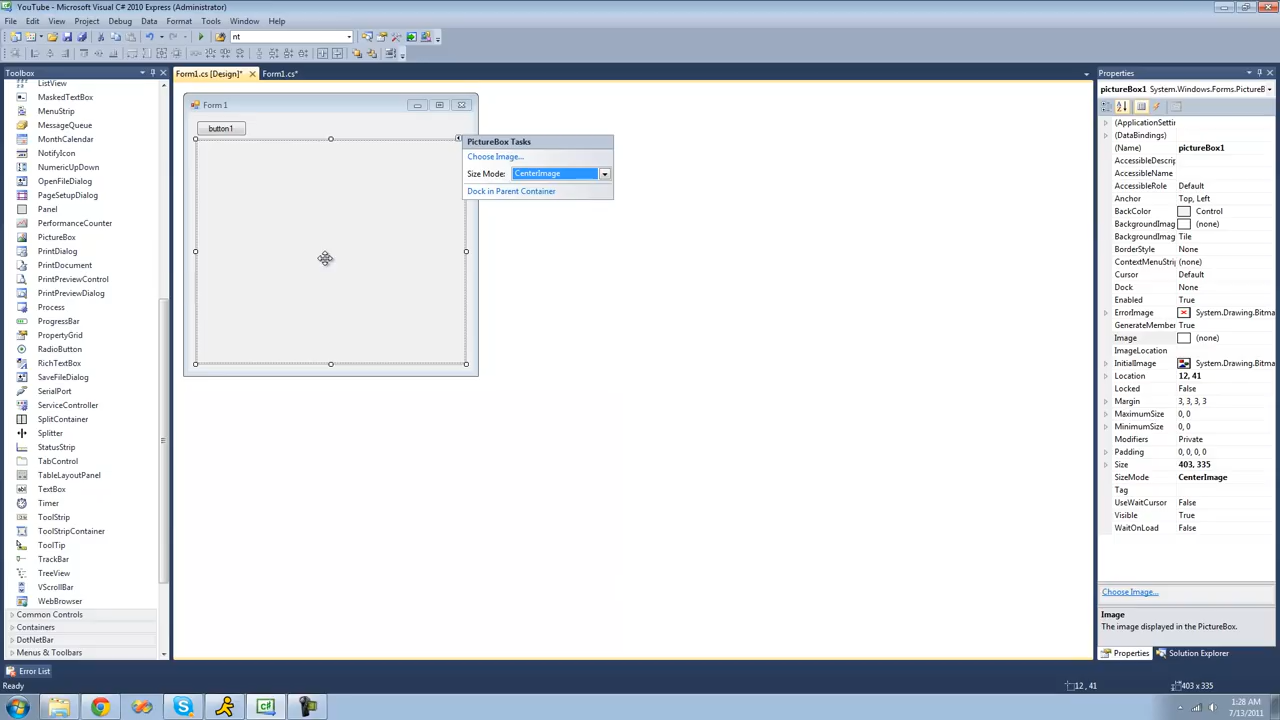 YouTube - Microsoft Visual C# 2010 Express (Administrator)
File Edit View Project Debug Data Format Tools Window Help
nt
Toolbox
Form1.cs [Design]* Form1.cs*
Properties
ListView
MaskedTextBox
MenuStrip
MessageQueue
MonthCalendar
NotifyIcon
NumericUpDown
OpenFileDialog
PageSetupDialog
Panel
PerformanceCounter
PictureBox
PrintDialog
PrintDocument
PrintPreviewControl
PrintPreviewDialog
Process
ProgressBar
PropertyGrid
RadioButton
RichTextBox
SaveFileDialog
SerialPort
ServiceController
SplitContainer
Splitter
StatusStrip
TabControl
TableLayoutPanel
TextBox
Timer
ToolStrip
ToolStripContainer
ToolTip
TrackBar
TreeView
VScrollBar
WebBrowser
Common Controls
Containers
DotNetBar
Menus & Toolbars
Form1
button1
PictureBox Tasks
Choose Image...
Size Mode: CenterImage
Dock in Parent Container
pictureBox1 System.Windows.Forms.PictureB
(ApplicationSettin
(DataBindings)
(Name) pictureBox1
AccessibleDescrip
AccessibleName
AccessibleRole Default
Anchor Top, Left
BackColor Control
BackgroundImag (none)
BackgroundImag Tile
BorderStyle None
ContextMenuStri (none)
Cursor Default
Dock None
Enabled True
ErrorImage System.Drawing.Bitma
GenerateMember True
Image (none)
ImageLocation
InitialImage System.Drawing.Bitma
Location 12, 41
Locked False
Margin 3, 3, 3, 3
MaximumSize 0, 0
MinimumSize 0, 0
Modifiers Private
Padding 0, 0, 0, 0
Size 403, 335
SizeMode CenterImage
Tag
UseWaitCursor False
Visible True
WaitOnLoad False
Choose Image...
Image
The image displayed in the PictureBox.
Properties Solution Explorer
Error List
Ready
12 , 41
403 x 335
1:28 AM
7/13/2011